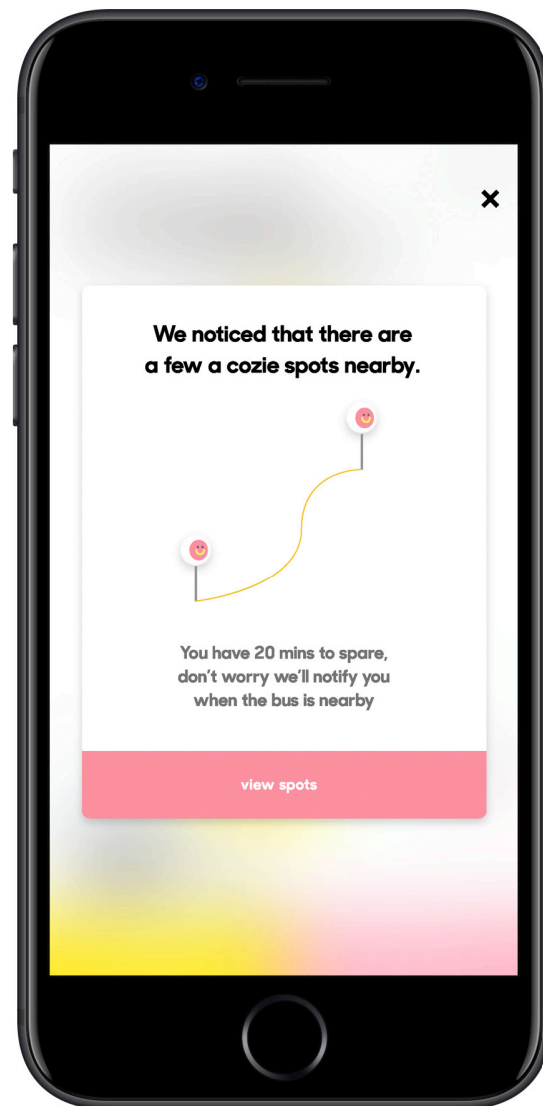 We noticed that there are
a few a cozie spots nearby.
You have 20 mins to spare,
don’t worry we’ll notify you
when the bus is nearby
view spots